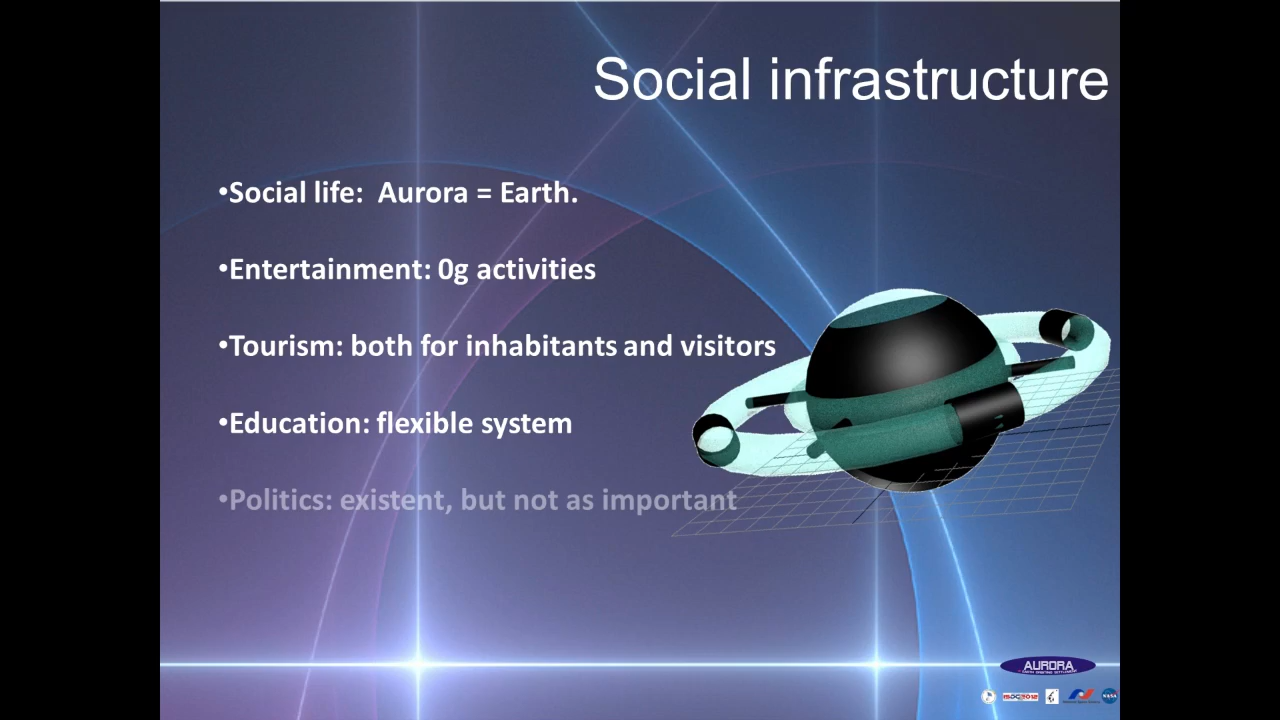 Social infrastructure
•Social life:  Aurora = Earth.
•Entertainment: 0g activities
•Tourism: both for inhabitants and visitors
•Education: flexible system
•Politics: existent, but not as important
AURORA
NASA